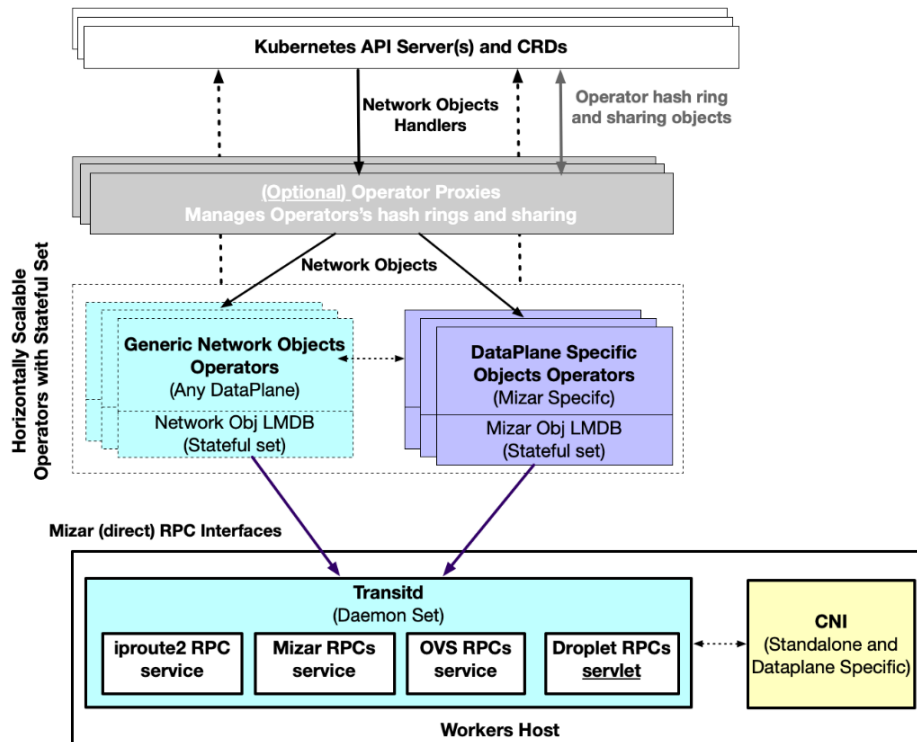 Kubernetes API Server(s) and CRDs
Network Objects
Handlers
Operator hash ring
and sharing objects
(Optional) Operator Proxies
Manages Operators's hash rings and sharing
Network Objects
Horizontally Scalable
Operators with Stateful Set
Generic Network Objects
Operators
(Any DataPlane)
Network Obj LMDB
(Stateful set)
DataPlane Specific
Objects Operators
(Mizar Specifc)
Mizar Obj LMDB
(Stateful set)
Mizar (direct) RPC Interfaces
Transitd
(Daemon Set)
iproute2 RPC
service
Mizar RPCs
service
OVS RPCs
service
Droplet RPCs
servlet
CNI
(Standalone and
Dataplane Specific)
Workers Host